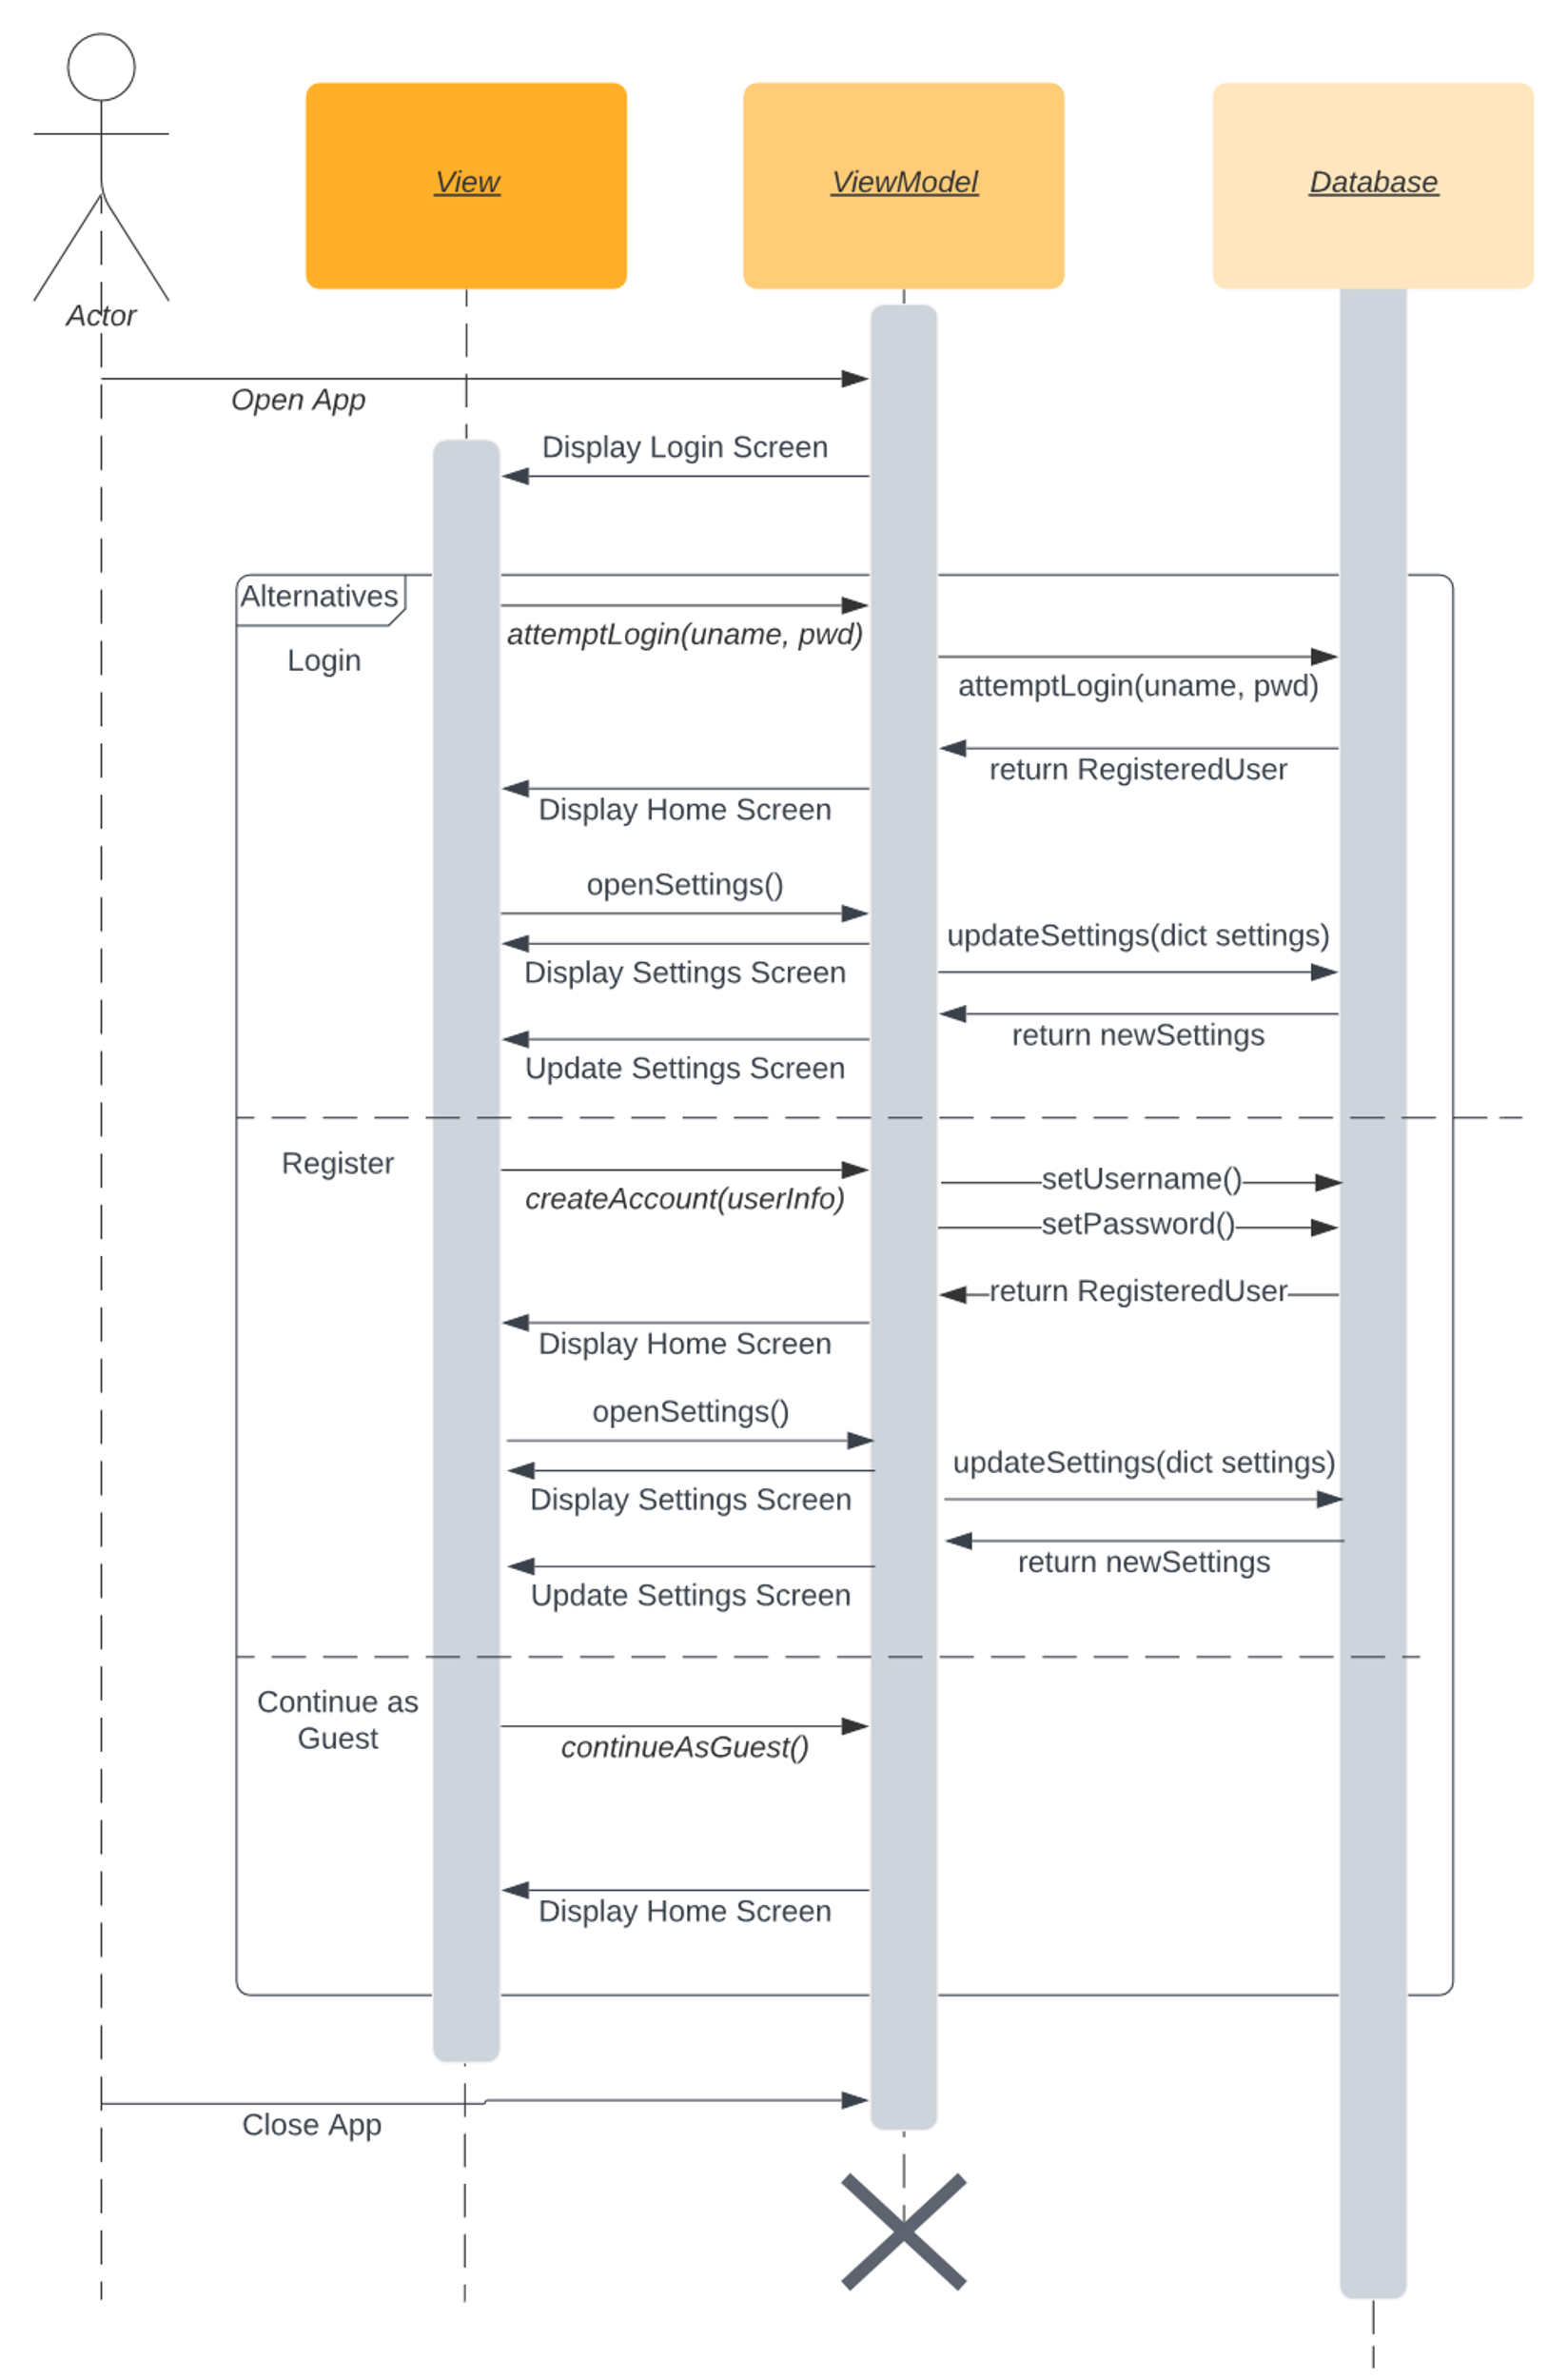 View
ViewModel
Database
Actor
Open App
Display Login Screen
Alternatives
attemptLogin(uname, pwd)
Login
attemptLogin(uname, pwd)
return RegisteredUser
Display Home Screen
openSettings()
updateSettings(dict settings)
Display Settings Screen
return newSettings
Update Settings Screen
Register
setUsername()
createAccount(userInfo)
setPassword()
return RegisteredUser
Display Home Screen
openSettings()
updateSettings(dict settings)
Display Settings Screen
return newSettings
Update Settings Screen
Continue as
Guest
continueAsGuest()
Display Home Screen
Close App